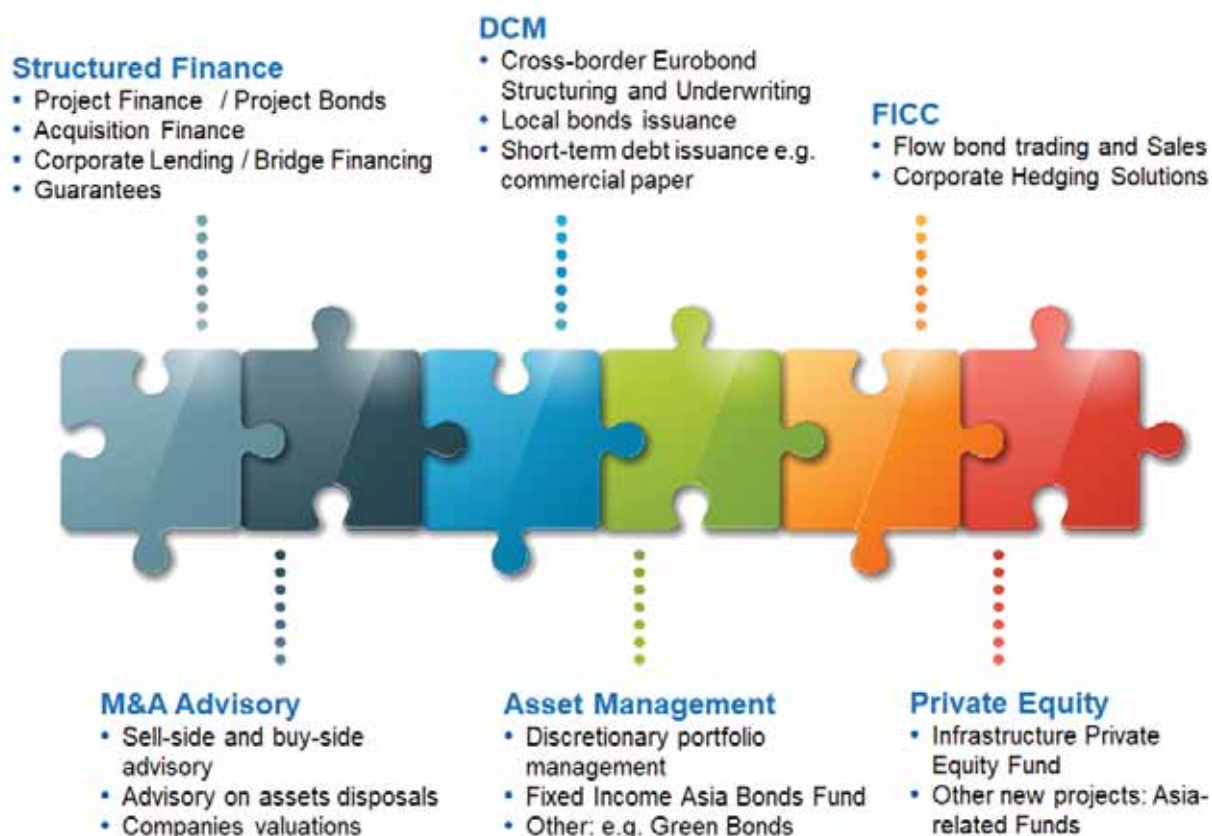 Structured Finance
• Project Finance / Project Bonds
• Acquisition Finance
• Corporate Lending / Bridge Financing
• Guarantees
DCM
• Cross-border Eurobond
Structuring and Underwriting
• Local bonds issuance
• Short-term debt issuance e.g.
commercial paper
FICC
• Flow bond trading and Sales
• Corporate Hedging Solutions
M&A Advisory
• Sell-side and buy-side
advisory
• Advisory on assets disposals
• Companies valuations
Asset Management
• Discretionary portfolio
management
• Fixed Income Asia Bonds Fund
• Other: e.g. Green Bonds
Private Equity
• Infrastructure Private
Equity Fund
• Other new projects: Asia-
related Funds